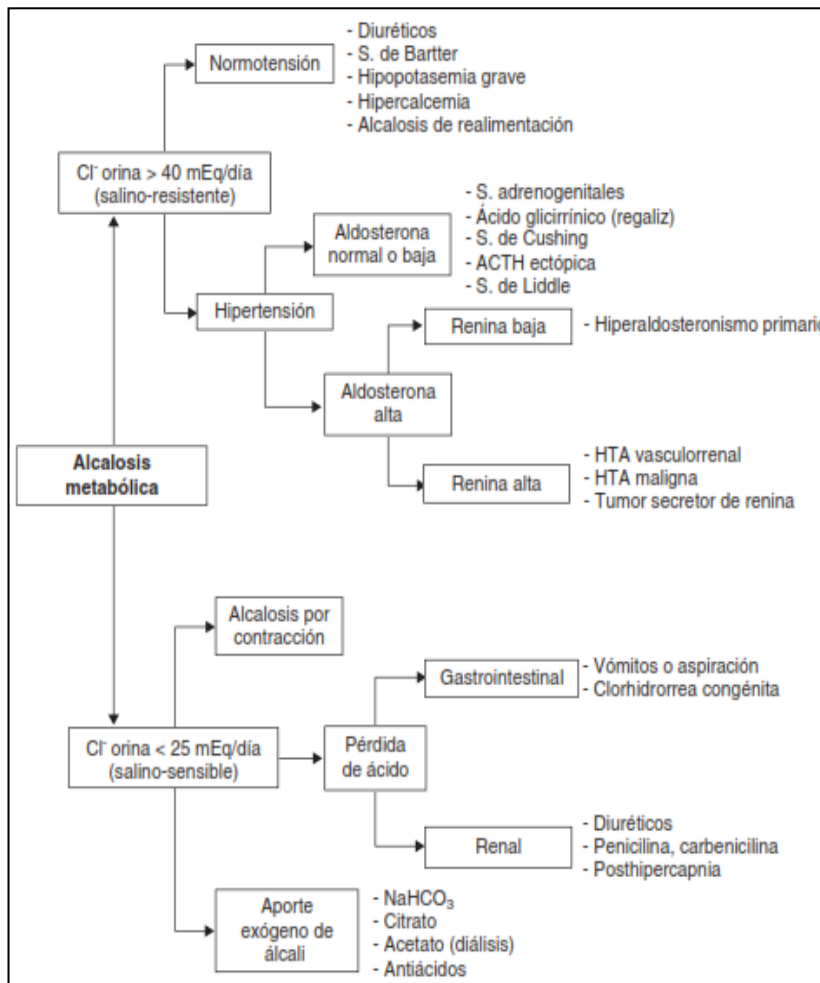 - Diuréticos
- S. de Bartter
- Hipopotasemia grave
- Hipercalcemia
- Alcalosis de realimentación
Normotensión
Cl⁻ orina > 40 mEq/día
(salino-resistente)
- S. adrenogenitales
- Ácido glicirrínico (regaliz)
- S. de Cushing
- ACTH ectópica
- S. de Liddle
Aldosterona
normal o baja
Hipertensión
Renina baja
- Hiperaldosteronismo primario
Aldosterona
alta
Renina alta
- HTA vasculorrenal
- HTA maligna
- Tumor secretor de renina
Alcalosis
metabólica
Alcalosis por
contracción
Cl⁻ orina < 25 mEq/día
(salino-sensible)
Pérdida
de ácido
Gastrointestinal
- Vómitos o aspiración
- Clorhidrorrea congénita
Renal
- Diuréticos
- Penicilina, carbenicilina
- Posthipercapnia
Aporte
exógeno de
álcali
- NaHCO₃
- Citrato
- Acetato (diálisis)
- Antiácidos